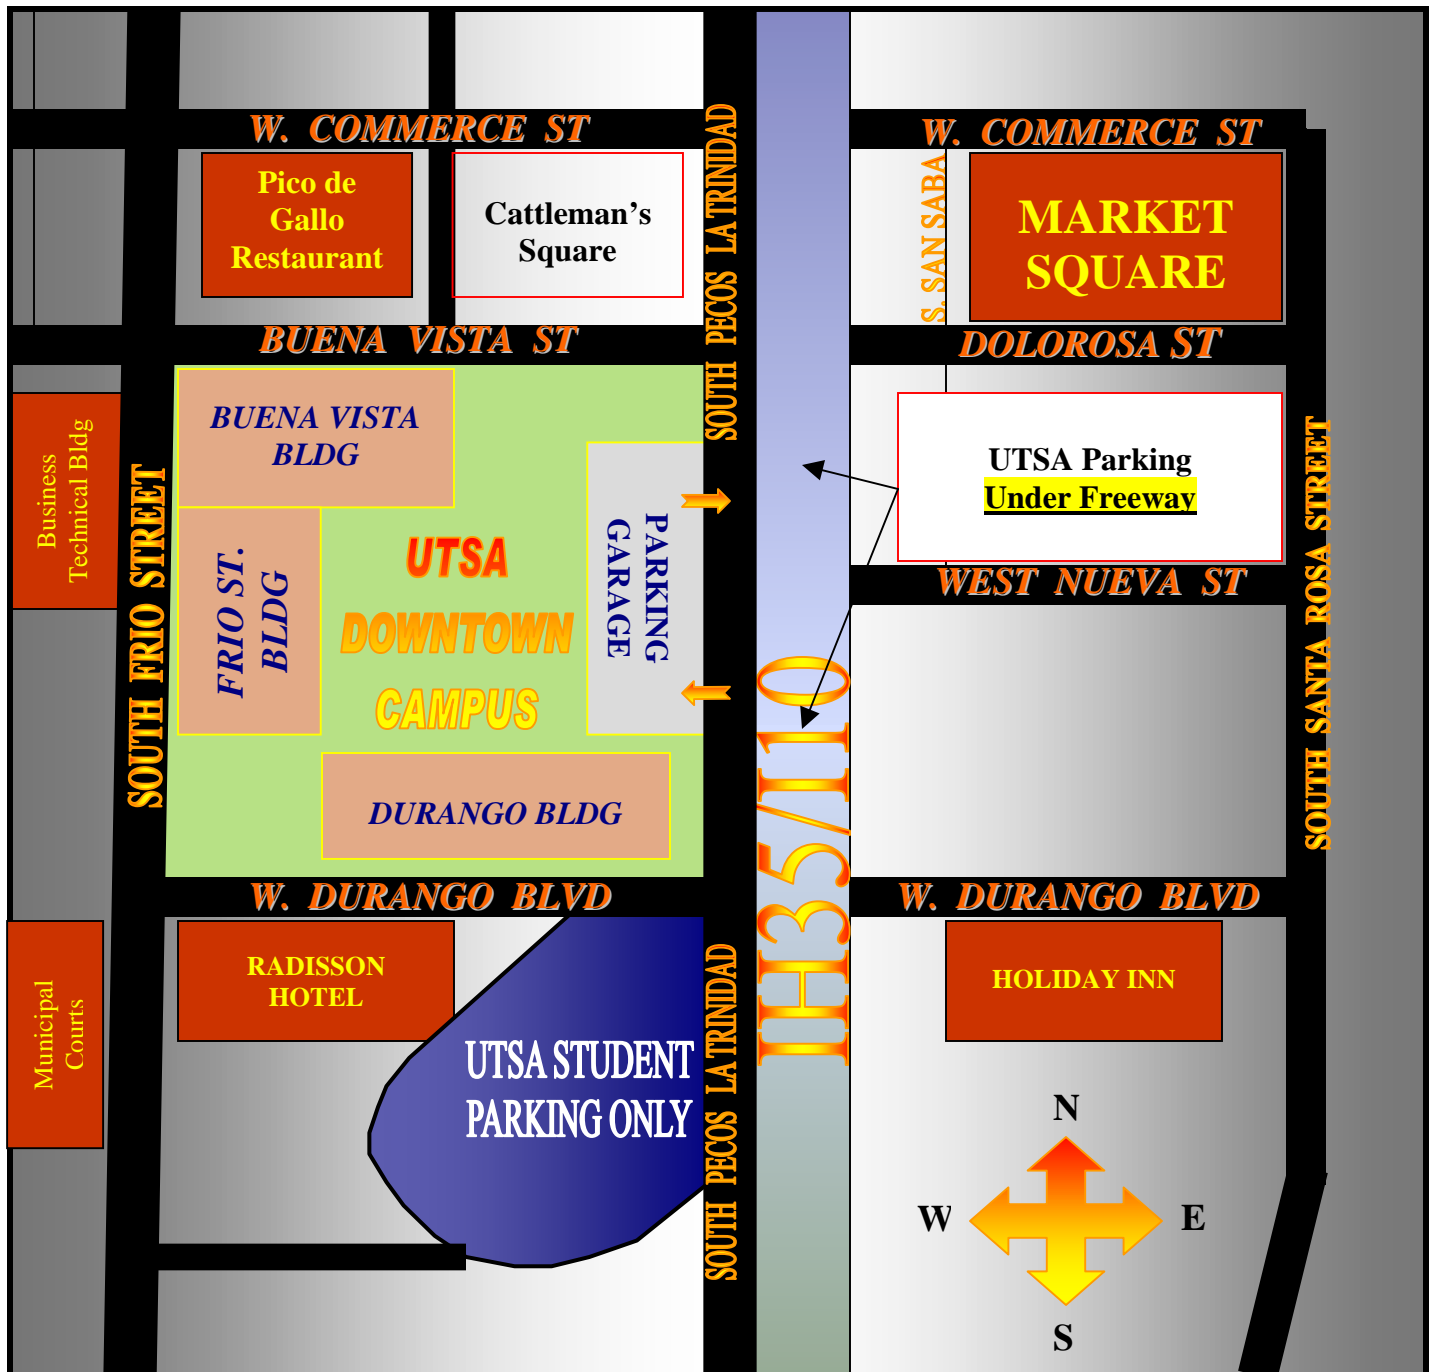 W. COMMERCE ST
W. COMMERCE ST
Pico de
Gallo
Restaurant
Cattleman's
Square
SOUTH PECOS LA TRINIDAD
S. SAN SABA
MARKET
SQUARE
BUENA VISTA ST
DOLOROSA ST
Business
Technical Bldg
SOUTH FRIO STREET
BUENA VISTA
BLDG
FRIO ST.
BLDG
UTSA
DOWNTOWN
CAMPUS
PARKING
GARAGE
DURANGO BLDG
UTSA Parking
Under Freeway
WEST NUEVA ST
SOUTH SANTA ROSA STREET
IH35/I10
W. DURANGO BLVD
W. DURANGO BLVD
Municipal
Courts
RADISSON
HOTEL
UTSA STUDENT
PARKING ONLY
SOUTH PECOS LA TRINIDAD
HOLIDAY INN
N
W
E
S